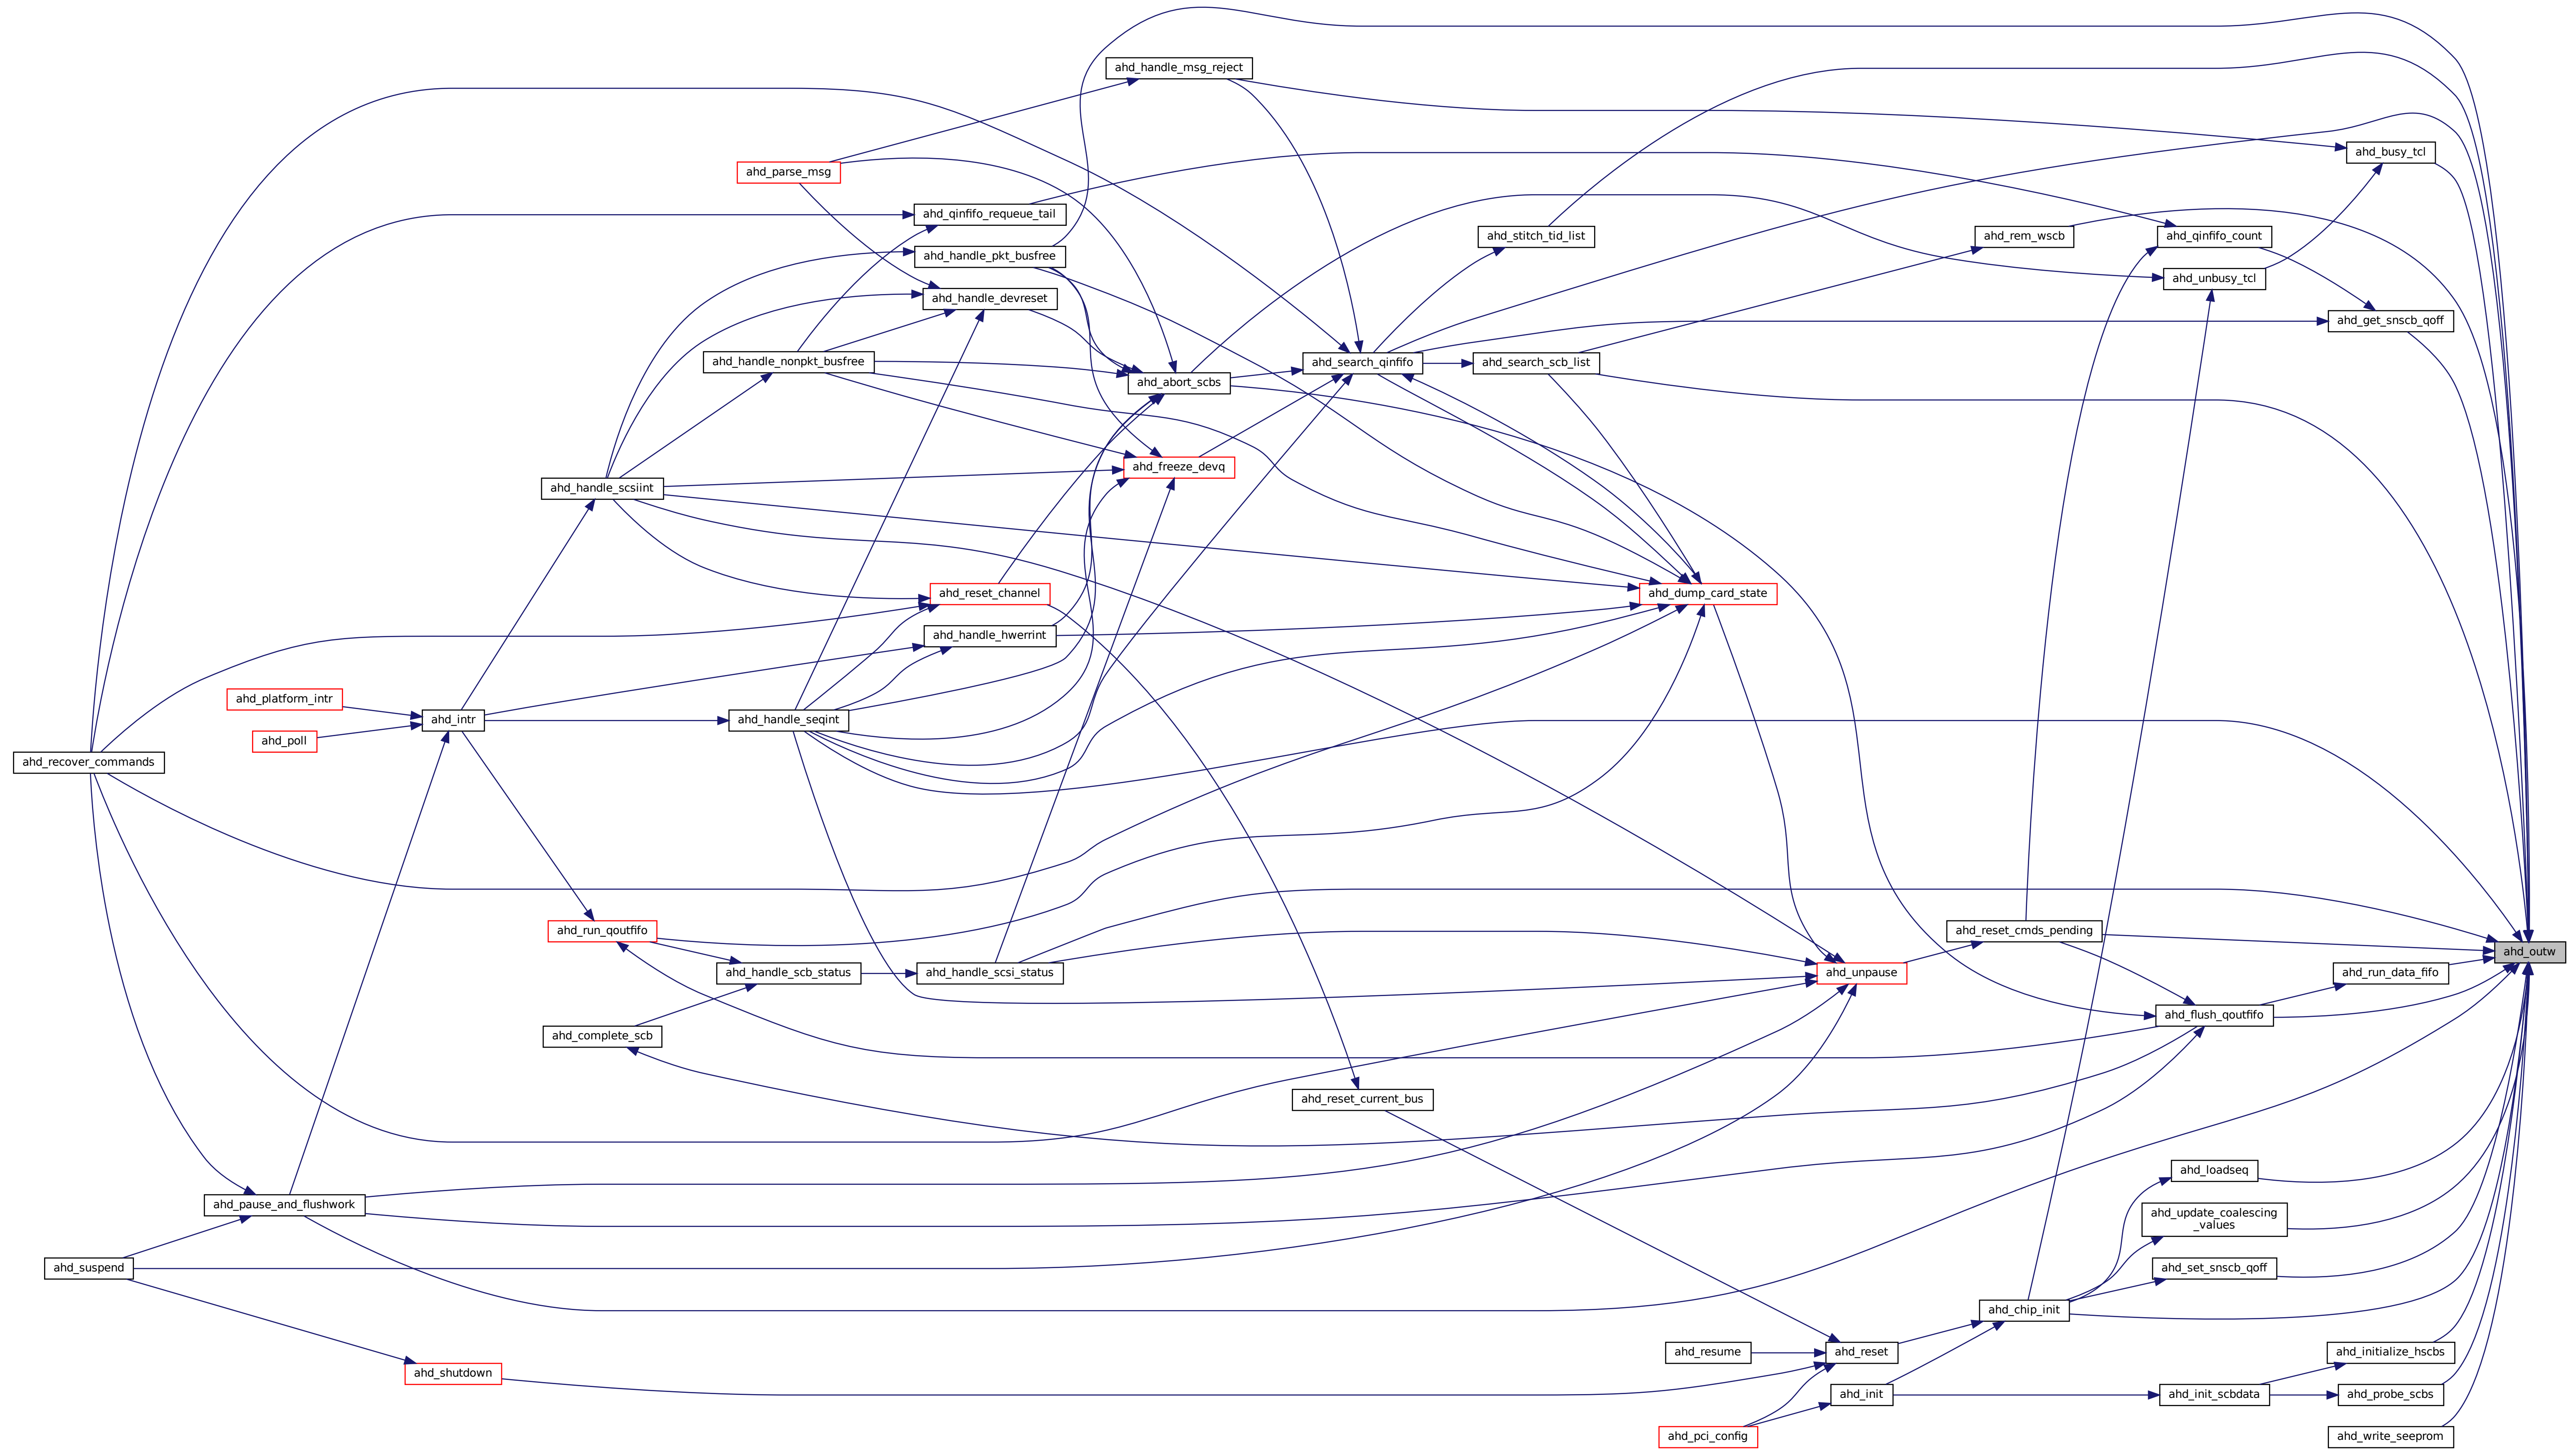 ahd_handle_msg_reject
ahd_busy_tcl
ahd_parse_msg
ahd_qinfifo_requeue_tail
ahd_stitch_tid_list
ahd_rem_wscb
ahd_qinfifo_count
ahd_handle_pkt_busfree
ahd_unbusy_tcl
ahd_handle_devreset
ahd_get_snscb_qoff
ahd_handle_nonpkt_busfree
ahd_search_qinfifo
ahd_search_scb_list
ahd_abort_scbs
ahd_freeze_devq
ahd_handle_scsiint
ahd_reset_channel
ahd_dump_card_state
ahd_handle_hwerrint
ahd_platform_intr
ahd_intr
ahd_handle_seqint
ahd_poll
ahd_recover_commands
ahd_run_qoutfifo
ahd_reset_cmds_pending
ahd_outw
ahd_handle_scb_status
ahd_handle_scsi_status
ahd_unpause
ahd_run_data_fifo
ahd_flush_qoutfifo
ahd_complete_scb
ahd_reset_current_bus
ahd_loadseq
ahd_pause_and_flushwork
ahd_update_coalescing
_values
ahd_suspend
ahd_set_snscb_qoff
ahd_chip_init
ahd_resume
ahd_reset
ahd_initialize_hscbs
ahd_shutdown
ahd_init
ahd_init_scbdata
ahd_probe_scbs
ahd_pci_config
ahd_write_seeprom